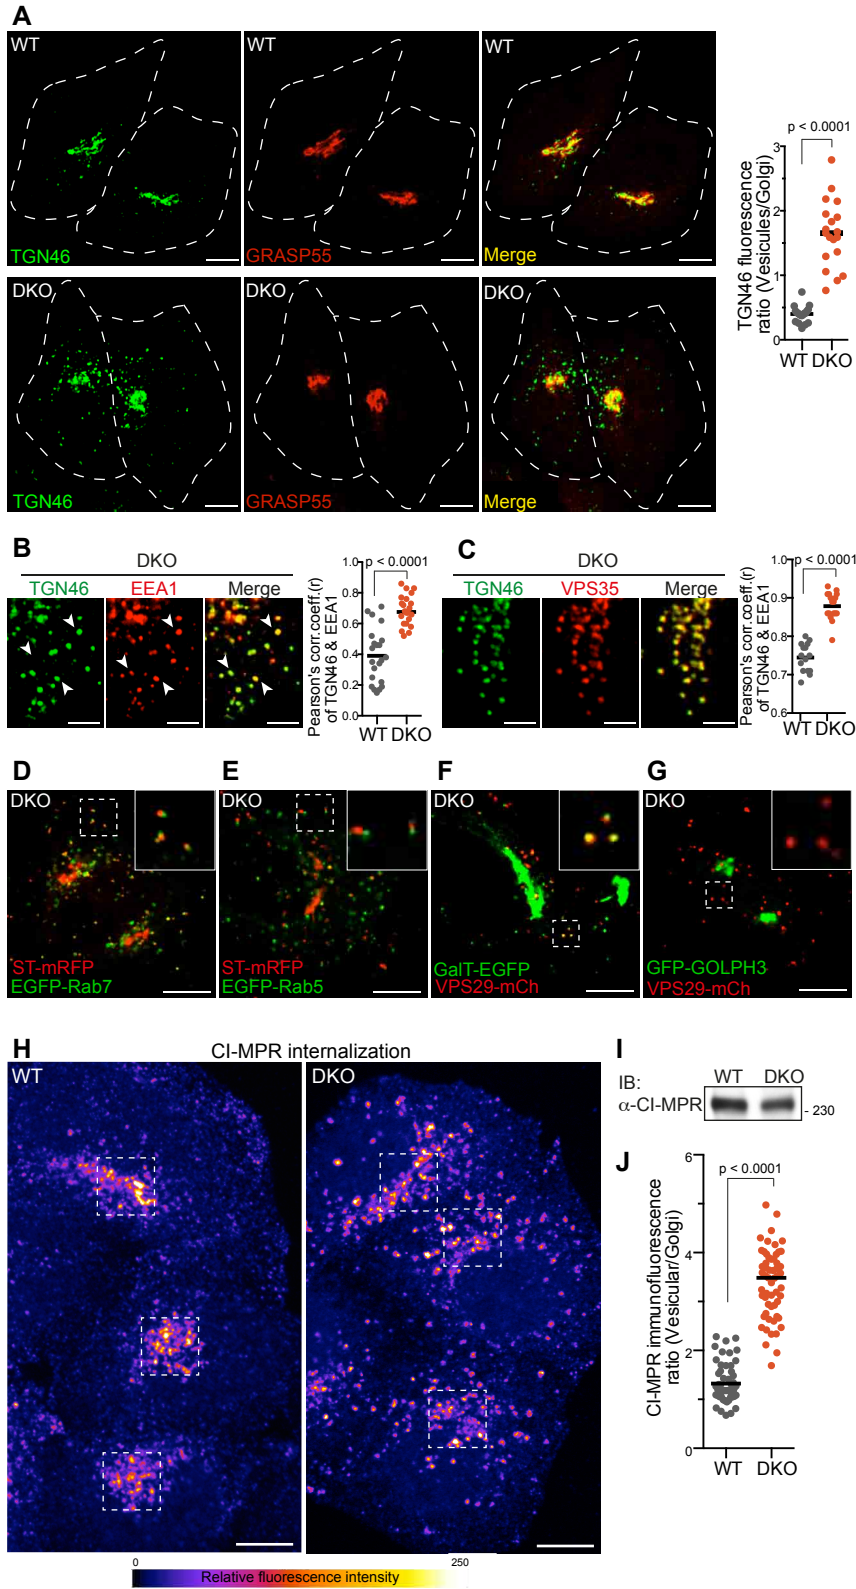 A
WT
WT
WT
TGN46
GRASP55
Merge
DKO
DKO
DKO
TGN46
GRASP55
Merge
p < 0.0001
TGN46 fluorescence
ratio (Vesicules/Golgi)
3
2
1
0
WT DKO
B
DKO
TGN46 EEA1 Merge
p < 0.0001
Pearson's corr.coeff.(r)
of TGN46 & EEA1
1.0
0.8
0.6
0.4
0.2
0.0
WT DKO
C
DKO
TGN46 VPS35 Merge
p < 0.0001
Pearson's corr.coeff.(r)
of TGN46 & EEA1
1.0
0.9
0.8
0.7
0.6
WT DKO
D
DKO
ST-mRFP
EGFP-Rab7
E
DKO
ST-mRFP
EGFP-Rab5
F
DKO
GalT-EGFP
VPS29-mCh
G
DKO
GFP-GOLPH3
VPS29-mCh
H
CI-MPR internalization
WT
DKO
0
250
Relative fluorescence intensity
I
WT DKO
IB:
α-CI-MPR
- 230
J
p < 0.0001
CI-MPR immunofluorescence
ratio (Vesicular/Golgi)
6
4
2
0
WT DKO